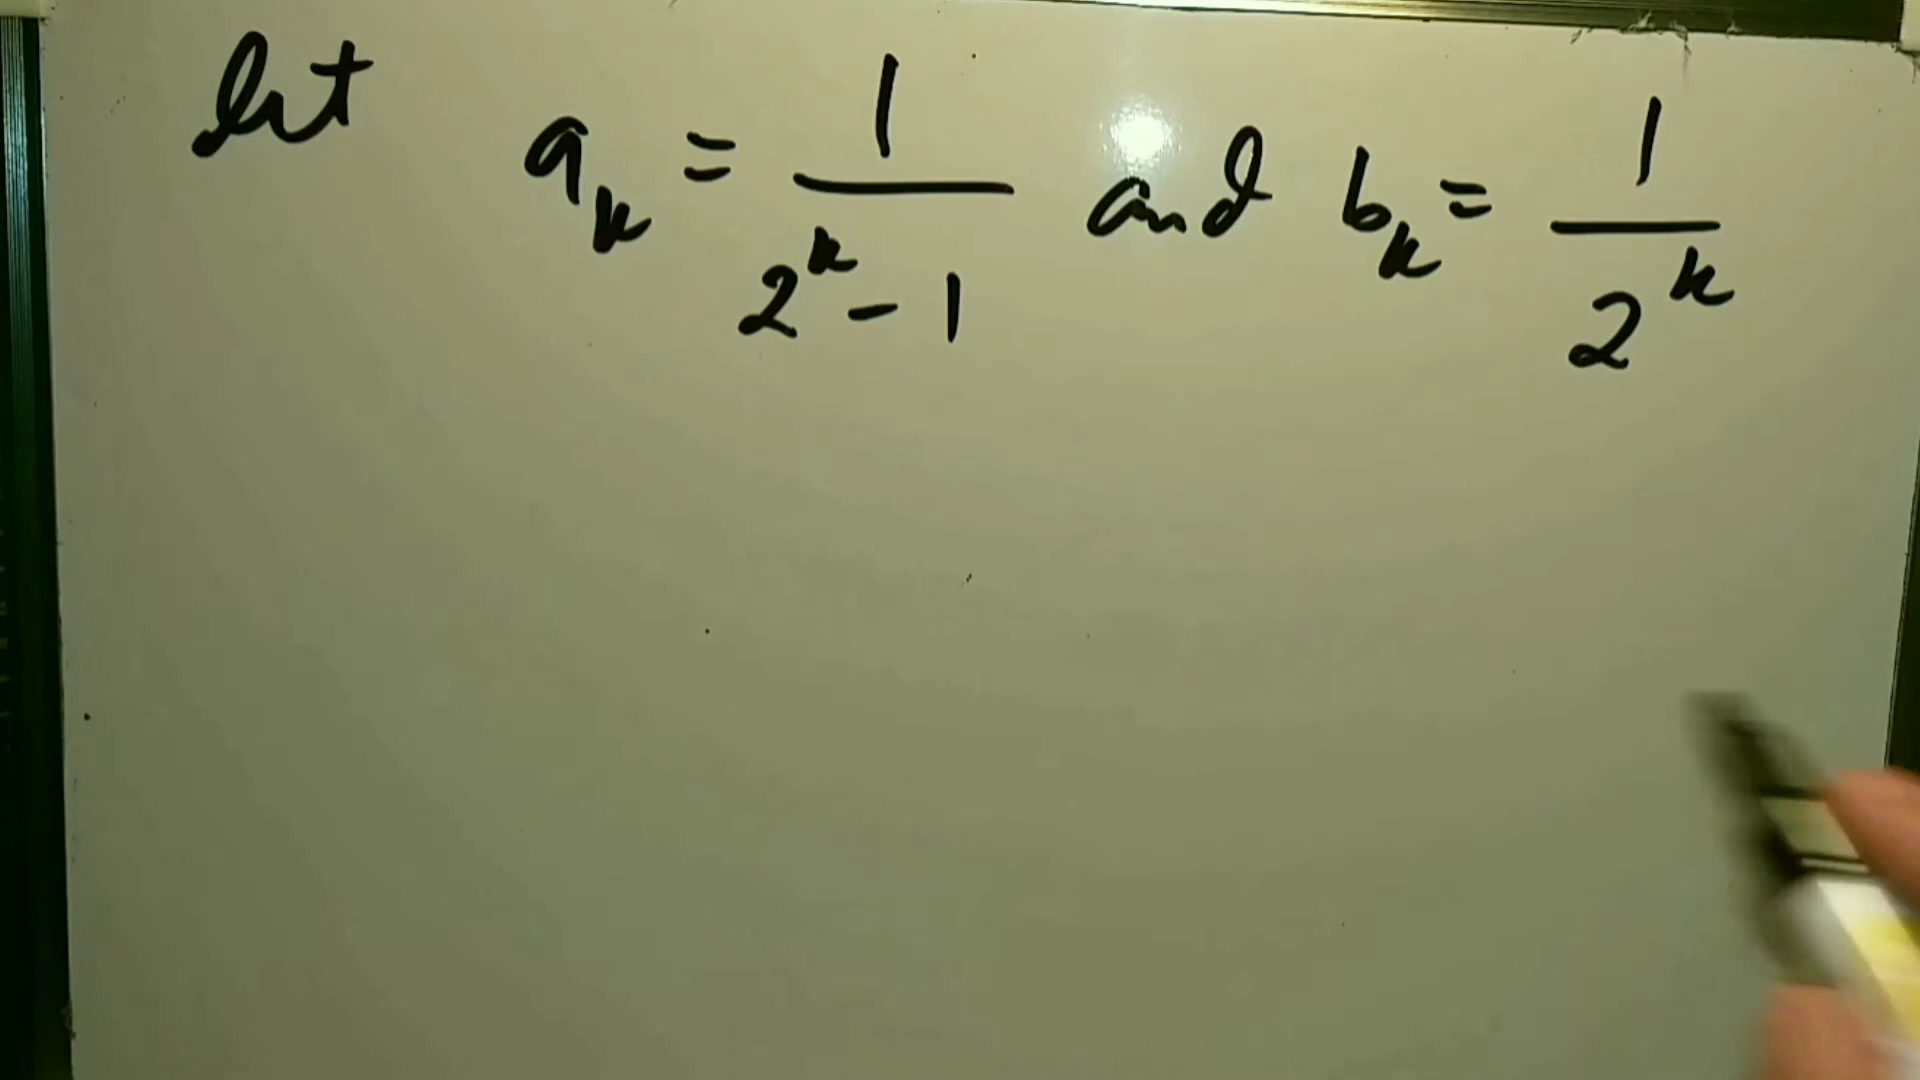 let a_k = 1/(2^k - 1) and b_k = 1/2^k